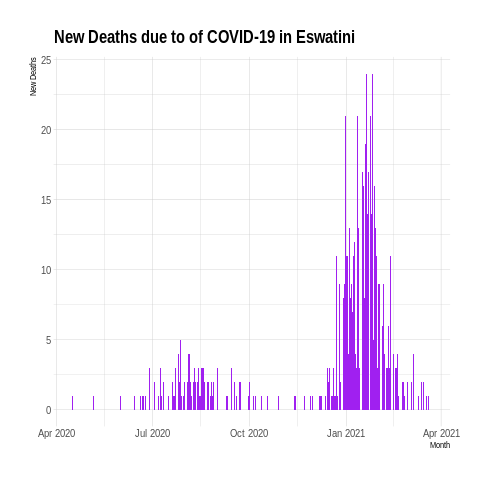 New Deaths due to of COVID-19 in Eswatini
New Deaths
25
20
15
10
5
0
Apr 2020
Jul 2020
Oct 2020
Jan 2021
Apr 2021
Month